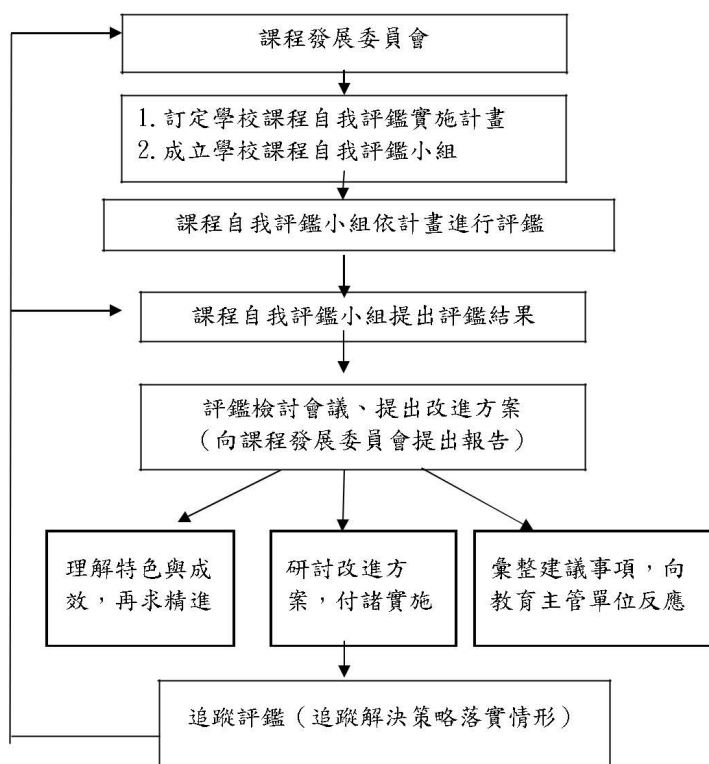 課程發展委員會
1.訂定學校課程自我評鑑實施計畫
2.成立學校課程自我評鑑小組
課程自我評鑑小組依計畫進行評鑑
課程自我評鑑小組提出評鑑結果
評鑑檢討會議、提出改進方案
(向課程發展委員會提出報告)
理解特色與成
效，再求精進
研討改進方
案，付諸實施
彙整建議事項，向
教育主管單位反應
追蹤評鑑(追蹤解決策略落實情形)